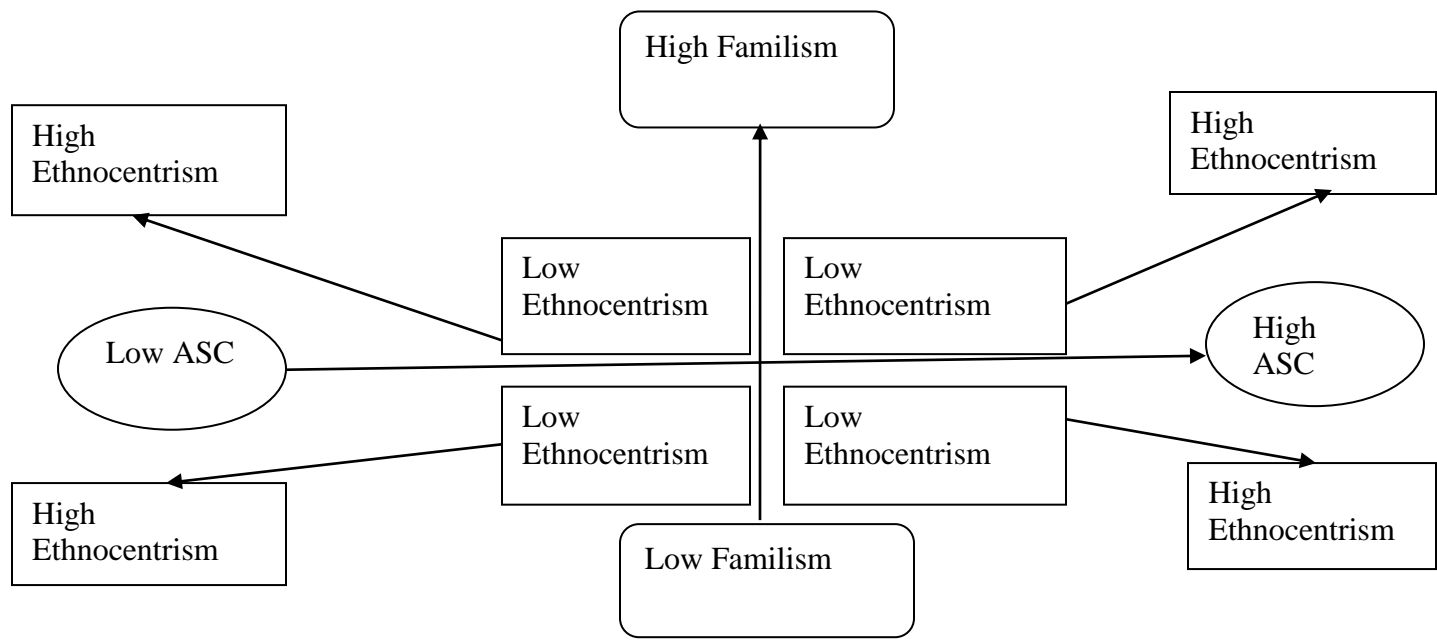 High Familism
High
Ethnocentrism
High
Ethnocentrism
Low
Ethnocentrism
Low
Ethnocentrism
Low ASC
High
ASC
Low
Ethnocentrism
Low
Ethnocentrism
High
Ethnocentrism
High
Ethnocentrism
Low Familism